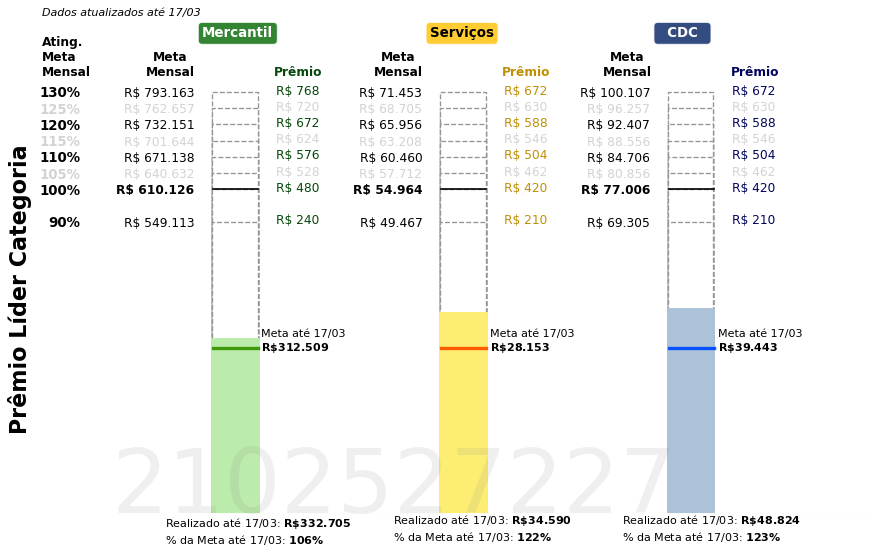 Dados atualizados até 17/03
Mercantil Serviços CDC
Ating.
Meta Meta Meta Meta
Mensal Mensal Prêmio Mensal Prêmio Mensal Prêmio
130% R$ 793.163 R$ 768 R$ 71.453 R$ 672 R$ 100.107 R$ 672
125% R$ 762.657 R$ 720 R$ 68.705 R$ 630 R$ 96.257 R$ 630
120% R$ 732.151 R$ 672 R$ 65.956 R$ 588 R$ 92.407 R$ 588
115% R$ 701.644 R$ 624 R$ 63.208 R$ 546 R$ 88.556 R$ 546
110% R$ 671.138 R$ 576 R$ 60.460 R$ 504 R$ 84.706 R$ 504
105% R$ 640.632 R$ 528 R$ 57.712 R$ 462 R$ 80.856 R$ 462
100% R$ 610.126 R$ 480 R$ 54.964 R$ 420 R$ 77.006 R$ 420
90% R$ 549.113 R$ 240 R$ 49.467 R$ 210 R$ 69.305 R$ 210
Prêmio Líder Categoria
Meta até 17/03 Meta até 17/03 Meta até 17/03
R$312.509 R$28.153 R$39.443
2102527227
Realizado até 17/03: R$332.705 Realizado até 17/03: R$34.590 Realizado até 17/03: R$48.824
% da Meta até 17/03: 106% % da Meta até 17/03: 122% % da Meta até 17/03: 123%